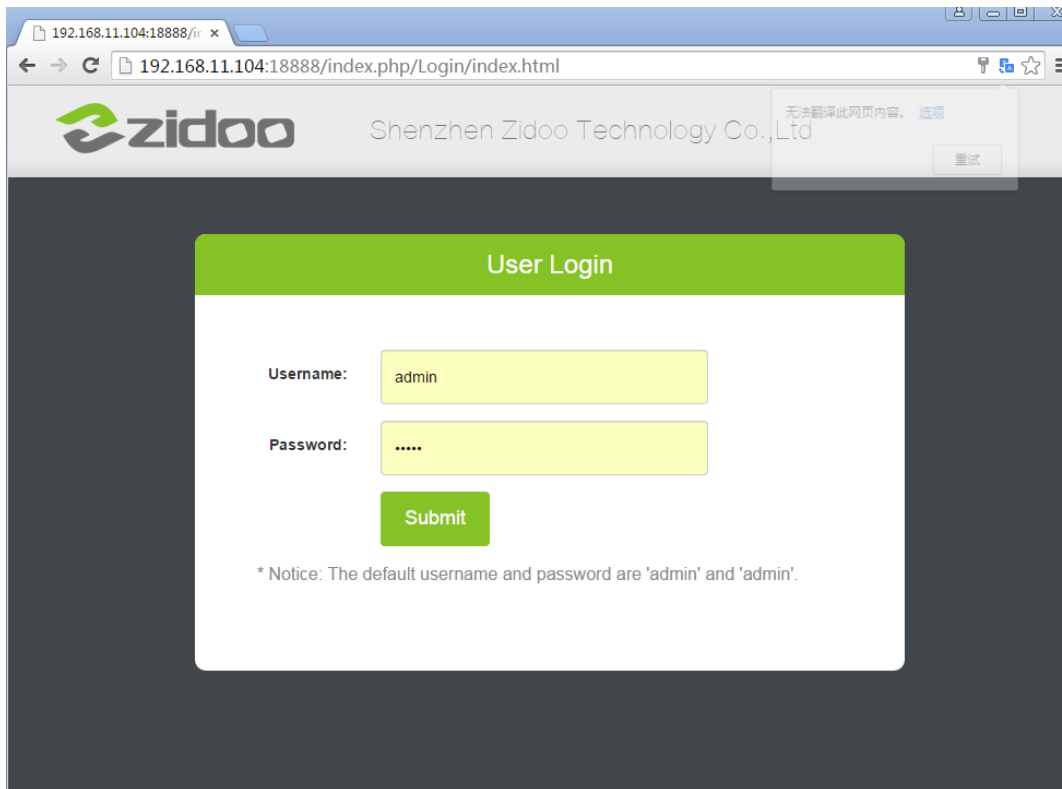 192.168.11.104:18888/ir
192.168.11.104:18888/index.php/Login/index.html
zidoo
Shenzhen Zidoo Technology Co.,Ltd
无法翻译此网页内容。 选项
重试
User Login
Username:
admin
Password:
•••••
Submit
* Notice: The default username and password are 'admin' and 'admin'.